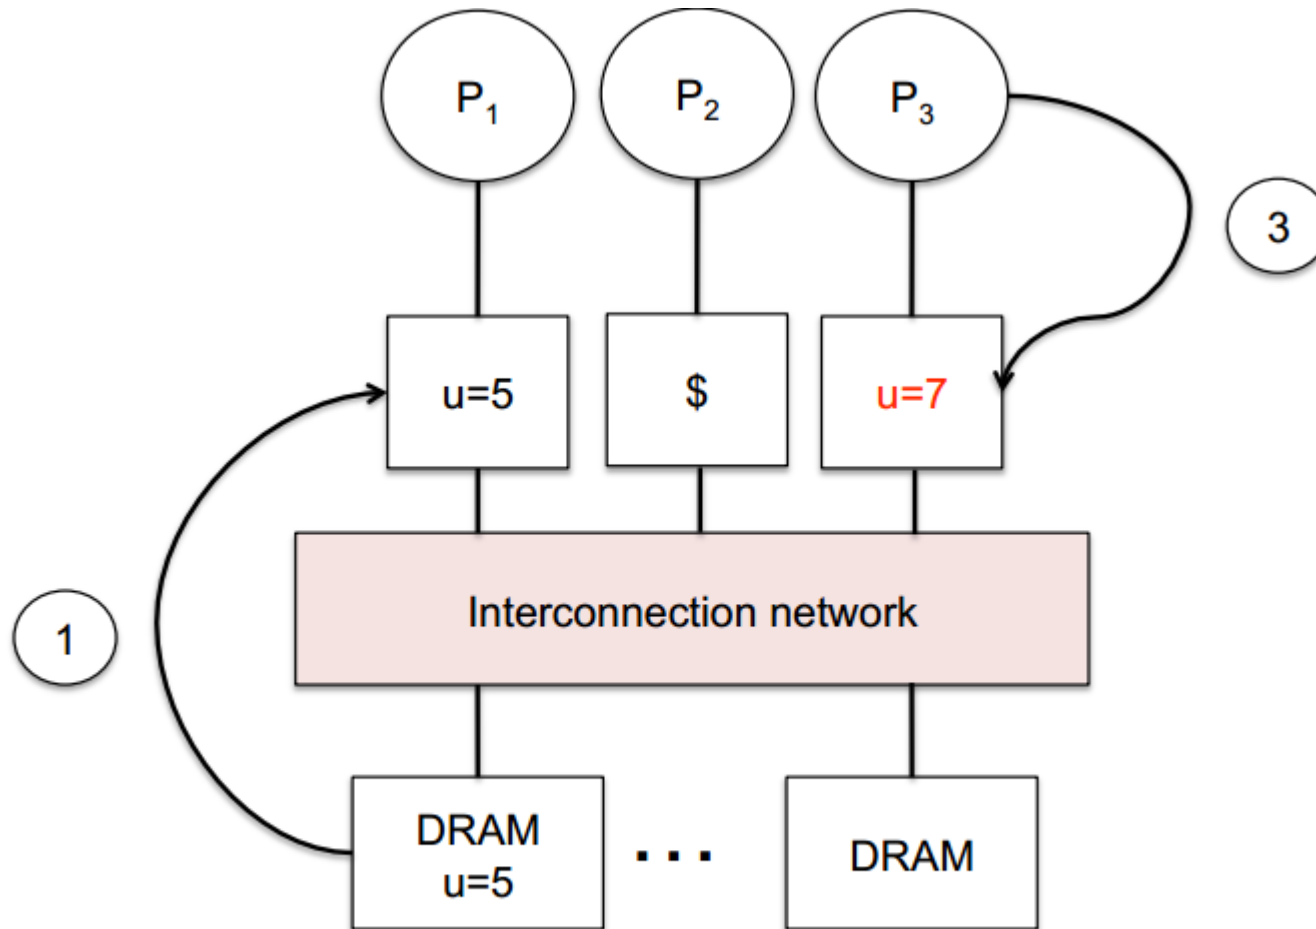 P₁
P₂
P₃
3
u=5
$
u=7
Interconnection network
1
DRAM
u=5
...
DRAM